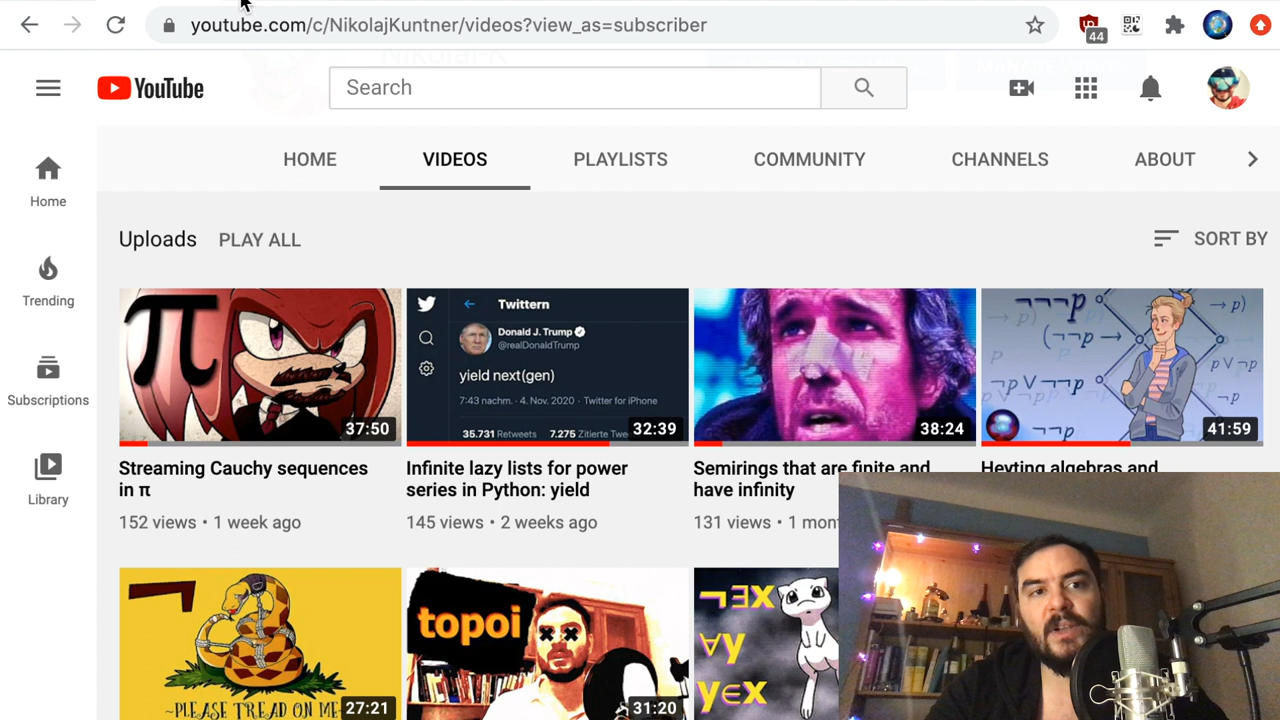 youtube.com/c/NikolajKuntner/videos?view_as=subscriber
44
YouTube
Search
HOME
VIDEOS
PLAYLISTS
COMMUNITY
CHANNELS
ABOUT
Home
Trending
Subscriptions
Library
Uploads
PLAY ALL
SORT BY
π
37:50
Streaming Cauchy sequences
in π
152 views • 1 week ago
Twittern
Donald J. Trump
@realDonaldTrump
yield next(gen)
7:43 nachm. · 4. Nov. 2020 · Twitter for iPhone
35.731 Retweets 7.275 Zitierte Twe
32:39
Infinite lazy lists for power
series in Python: yield
145 views • 2 weeks ago
38:24
Semirings that are finite and
have infinity
131 views • 1 mon
¬¬¬p
→ p)
(¬¬p →
p ∨ ¬p
¬p ∨ ¬¬p
¬p
¬¬p
41:59
Heyting algebras and
¬
~PLEASE TREAD ON ME~
27:21
topoi
31:20
¬∃x
∀y
y∈x